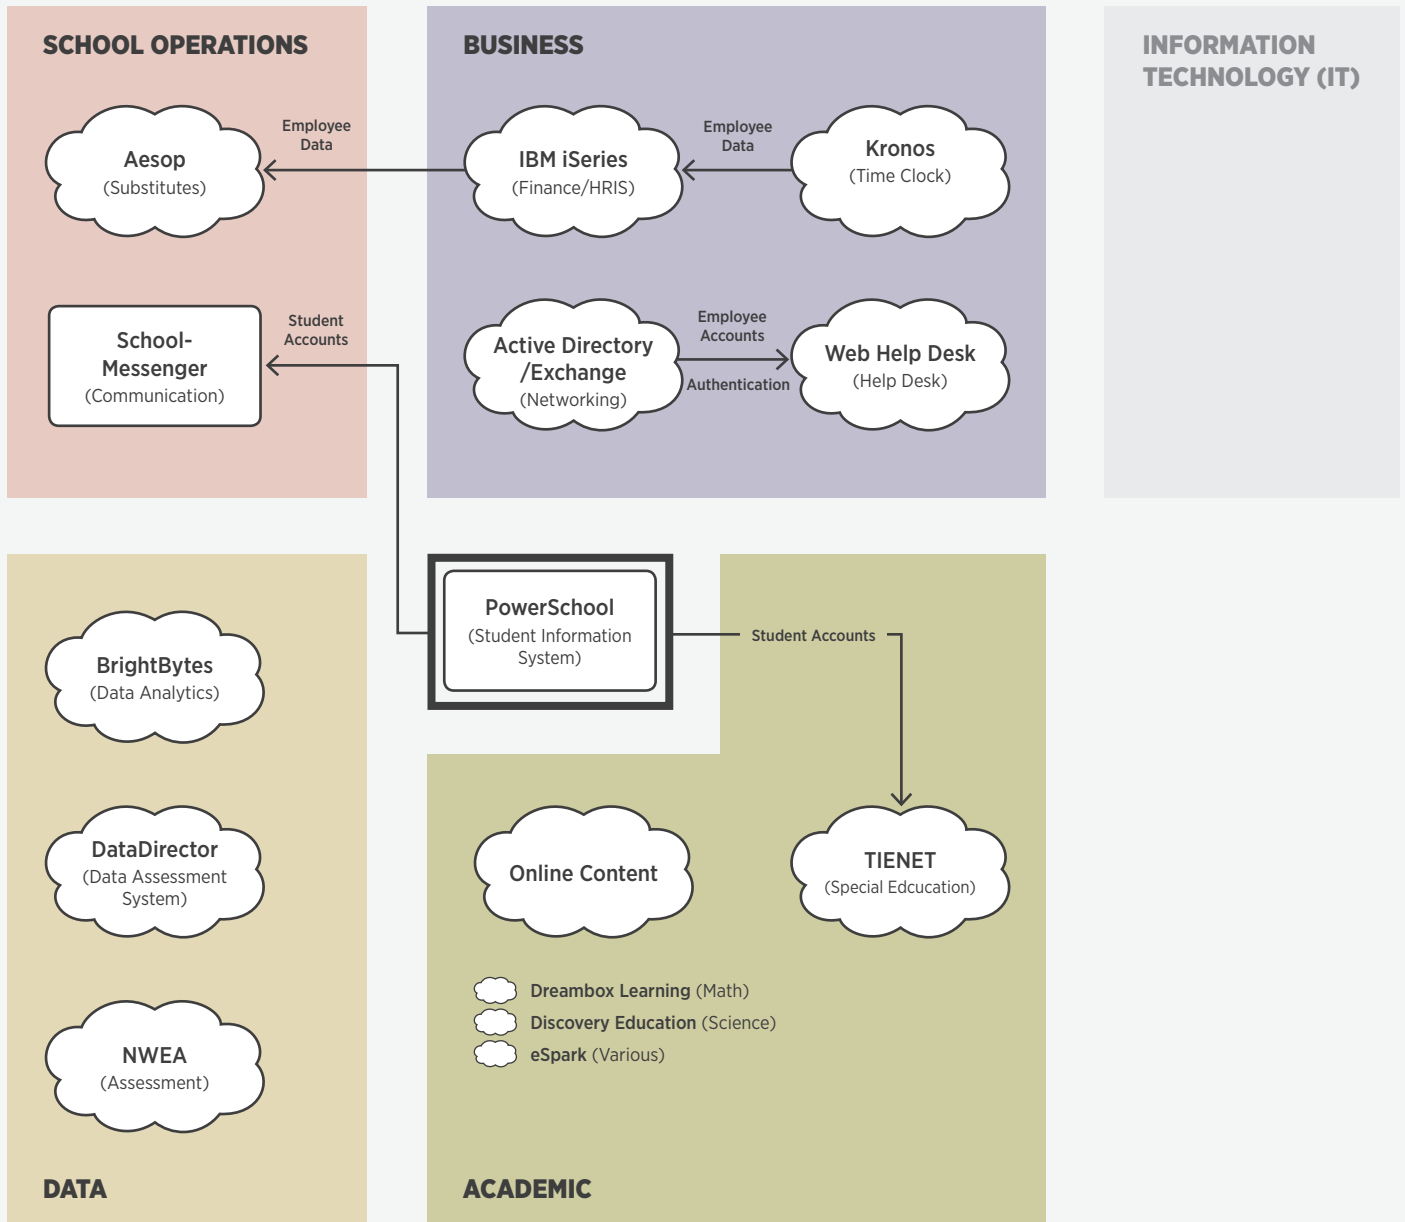 SCHOOL OPERATIONS
Aesop
(Substitutes)
Employee
Data
School-
Messenger
(Communication)
Student
Accounts
BUSINESS
IBM iSeries
(Finance/HRIS)
Employee
Data
Kronos
(Time Clock)
Active Directory
/Exchange
(Networking)
Employee
Accounts
Authentication
Web Help Desk
(Help Desk)
INFORMATION
TECHNOLOGY (IT)
PowerSchool
(Student Information
System)
Student Accounts
BrightBytes
(Data Analytics)
DataDirector
(Data Assessment
System)
NWEA
(Assessment)
DATA
Online Content
TIENET
(Special Edcucation)
Dreambox Learning (Math)
Discovery Education (Science)
eSpark (Various)
ACADEMIC